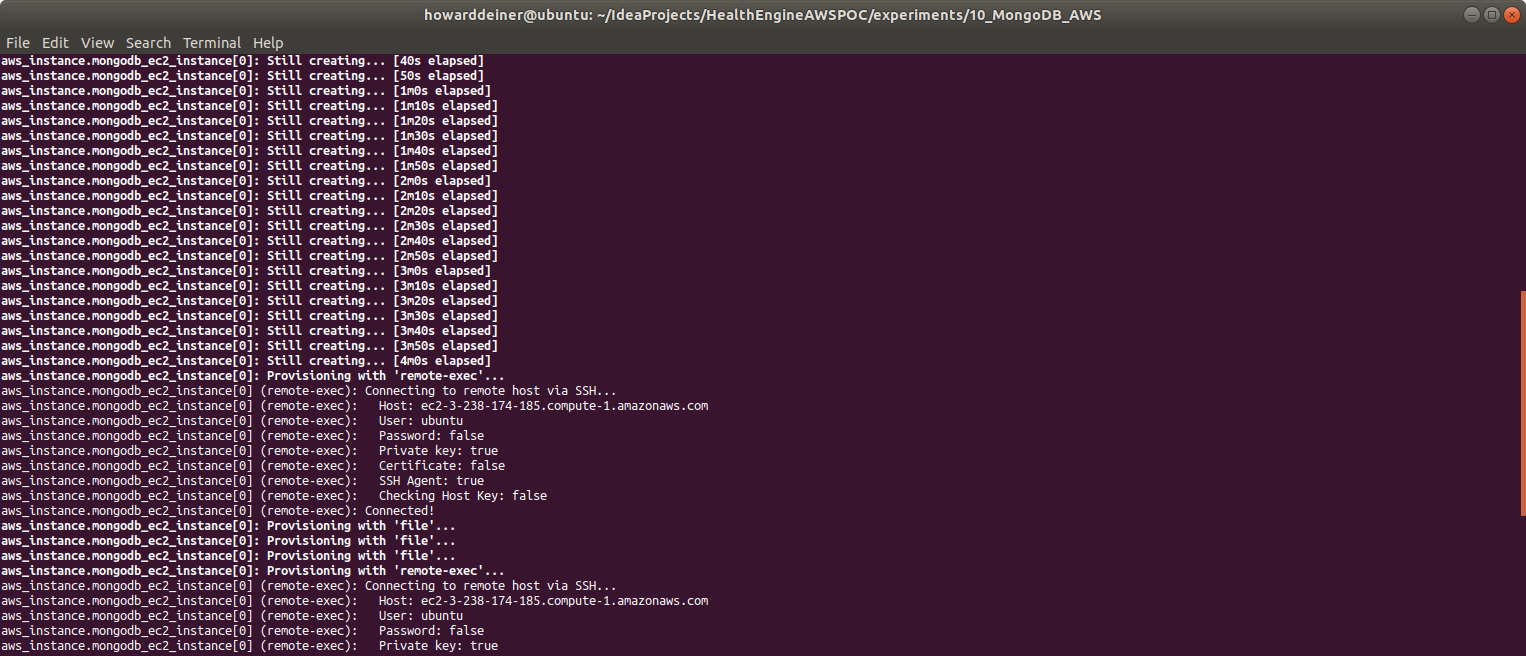 howarddeiner@ubuntu: ~/IdeaProjects/HealthEngineAWSPOC/experiments/10_MongoDB_AWS
File Edit View Search Terminal Help
aws_instance.mongodb_ec2_instance[0]: Still creating... [40s elapsed]
aws_instance.mongodb_ec2_instance[0]: Still creating... [50s elapsed]
aws_instance.mongodb_ec2_instance[0]: Still creating... [1m0s elapsed]
aws_instance.mongodb_ec2_instance[0]: Still creating... [1m10s elapsed]
aws_instance.mongodb_ec2_instance[0]: Still creating... [1m20s elapsed]
aws_instance.mongodb_ec2_instance[0]: Still creating... [1m30s elapsed]
aws_instance.mongodb_ec2_instance[0]: Still creating... [1m40s elapsed]
aws_instance.mongodb_ec2_instance[0]: Still creating... [1m50s elapsed]
aws_instance.mongodb_ec2_instance[0]: Still creating... [2m0s elapsed]
aws_instance.mongodb_ec2_instance[0]: Still creating... [2m10s elapsed]
aws_instance.mongodb_ec2_instance[0]: Still creating... [2m20s elapsed]
aws_instance.mongodb_ec2_instance[0]: Still creating... [2m30s elapsed]
aws_instance.mongodb_ec2_instance[0]: Still creating... [2m40s elapsed]
aws_instance.mongodb_ec2_instance[0]: Still creating... [2m50s elapsed]
aws_instance.mongodb_ec2_instance[0]: Still creating... [3m0s elapsed]
aws_instance.mongodb_ec2_instance[0]: Still creating... [3m10s elapsed]
aws_instance.mongodb_ec2_instance[0]: Still creating... [3m20s elapsed]
aws_instance.mongodb_ec2_instance[0]: Still creating... [3m30s elapsed]
aws_instance.mongodb_ec2_instance[0]: Still creating... [3m40s elapsed]
aws_instance.mongodb_ec2_instance[0]: Still creating... [3m50s elapsed]
aws_instance.mongodb_ec2_instance[0]: Still creating... [4m0s elapsed]
aws_instance.mongodb_ec2_instance[0]: Provisioning with 'remote-exec'...
aws_instance.mongodb_ec2_instance[0] (remote-exec): Connecting to remote host via SSH...
aws_instance.mongodb_ec2_instance[0] (remote-exec):   Host: ec2-3-238-174-185.compute-1.amazonaws.com
aws_instance.mongodb_ec2_instance[0] (remote-exec):   User: ubuntu
aws_instance.mongodb_ec2_instance[0] (remote-exec):   Password: false
aws_instance.mongodb_ec2_instance[0] (remote-exec):   Private key: true
aws_instance.mongodb_ec2_instance[0] (remote-exec):   Certificate: false
aws_instance.mongodb_ec2_instance[0] (remote-exec):   SSH Agent: true
aws_instance.mongodb_ec2_instance[0] (remote-exec):   Checking Host Key: false
aws_instance.mongodb_ec2_instance[0] (remote-exec): Connected!
aws_instance.mongodb_ec2_instance[0]: Provisioning with 'file'...
aws_instance.mongodb_ec2_instance[0]: Provisioning with 'file'...
aws_instance.mongodb_ec2_instance[0]: Provisioning with 'file'...
aws_instance.mongodb_ec2_instance[0]: Provisioning with 'remote-exec'...
aws_instance.mongodb_ec2_instance[0] (remote-exec): Connecting to remote host via SSH...
aws_instance.mongodb_ec2_instance[0] (remote-exec):   Host: ec2-3-238-174-185.compute-1.amazonaws.com
aws_instance.mongodb_ec2_instance[0] (remote-exec):   User: ubuntu
aws_instance.mongodb_ec2_instance[0] (remote-exec):   Password: false
aws_instance.mongodb_ec2_instance[0] (remote-exec):   Private key: true